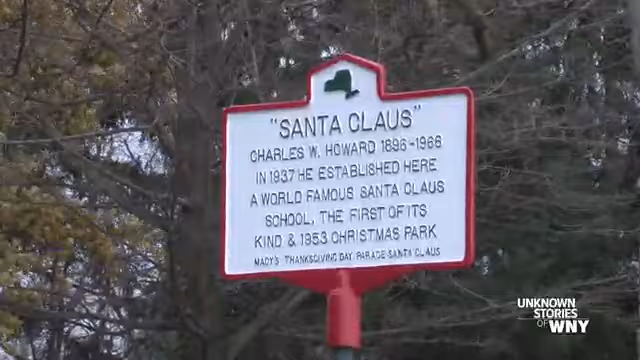 "SANTA CLAUS"
CHARLES W. HOWARD 1896-1966
IN 1937 HE ESTABLISHED HERE
A WORLD FAMOUS SANTA CLAUS
SCHOOL, THE FIRST OF ITS
KIND & 1953 CHRISTMAS PARK
MACY'S THANKSGIVING DAY PARADE SANTA CLAUS
UNKNOWN
STORIES
OF WNY